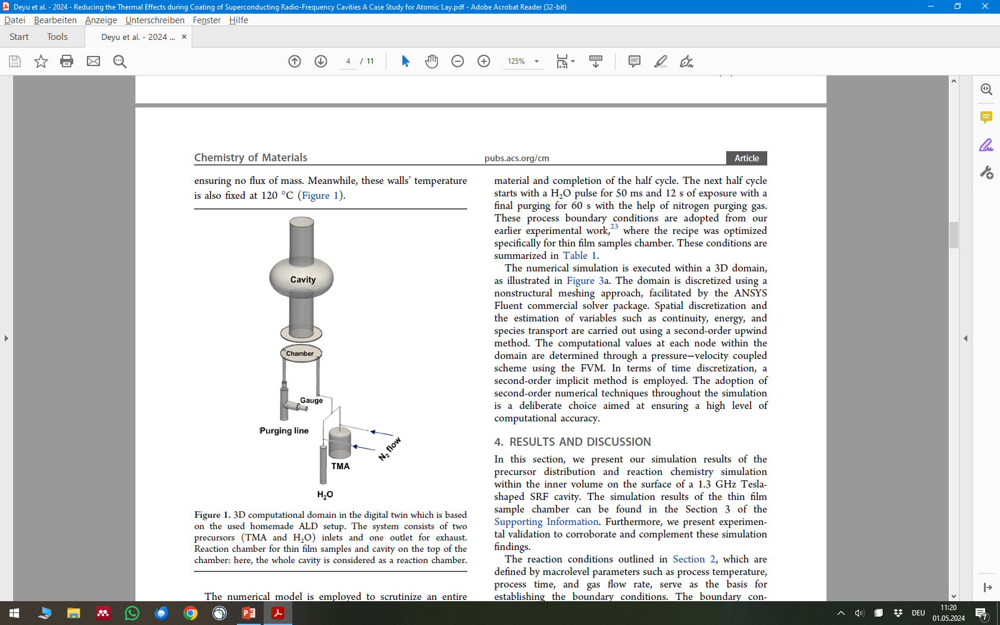 Deyu et al. - 2024 - Reducing the Thermal Effects during Coating of Superconducting Radio-Frequency Cavities A Case Study for Atomic Lay.pdf - Adobe Acrobat Reader (32-bit)
Datei Bearbeiten Anzeige Unterschreiben Fenster Hilfe
Start Tools Deyu et al. - 2024 ... ×
4 / 11 125%
Chemistry of Materials pubs.acs.org/cm Article
ensuring no flux of mass. Meanwhile, these walls' temperature
is also fixed at 120 °C (Figure 1).
Cavity
Chamber
Gauge
Purging line
N2 flow
TMA
H2O
Figure 1. 3D computational domain in the digital twin which is based
on the used homemade ALD setup. The system consists of two
precursors (TMA and H2O) inlets and one outlet for exhaust.
Reaction chamber for thin film samples and cavity on the top of the
chamber: here, the whole cavity is considered as a reaction chamber.
The numerical model is employed to scrutinize an entire
material and completion of the half cycle. The next half cycle
starts with a H2O pulse for 50 ms and 12 s of exposure with a
final purging for 60 s with the help of nitrogen purging gas.
These process boundary conditions are adopted from our
earlier experimental work,23 where the recipe was optimized
specifically for thin film samples chamber. These conditions are
summarized in Table 1.
The numerical simulation is executed within a 3D domain,
as illustrated in Figure 3a. The domain is discretized using a
nonstructural meshing approach, facilitated by the ANSYS
Fluent commercial solver package. Spatial discretization and
the estimation of variables such as continuity, energy, and
species transport are carried out using a second-order upwind
method. The computational values at each node within the
domain are determined through a pressure−velocity coupled
scheme using the FVM. In terms of time discretization, a
second-order implicit method is employed. The adoption of
second-order numerical techniques throughout the simulation
is a deliberate choice aimed at ensuring a high level of
computational accuracy.
4. RESULTS AND DISCUSSION
In this section, we present our simulation results of the
precursor distribution and reaction chemistry simulation
within the inner volume on the surface of a 1.3 GHz Tesla-
shaped SRF cavity. The simulation results of the thin film
sample chamber can be found in the Section 3 of the
Supporting Information. Furthermore, we present experimen-
tal validation to corroborate and complement these simulation
findings.
The reaction conditions outlined in Section 2, which are
defined by macrolevel parameters such as process temperature,
process time, and gas flow rate, serve as the basis for
establishing the boundary conditions. The boundary con-
DEU
11:20
01.05.2024
7